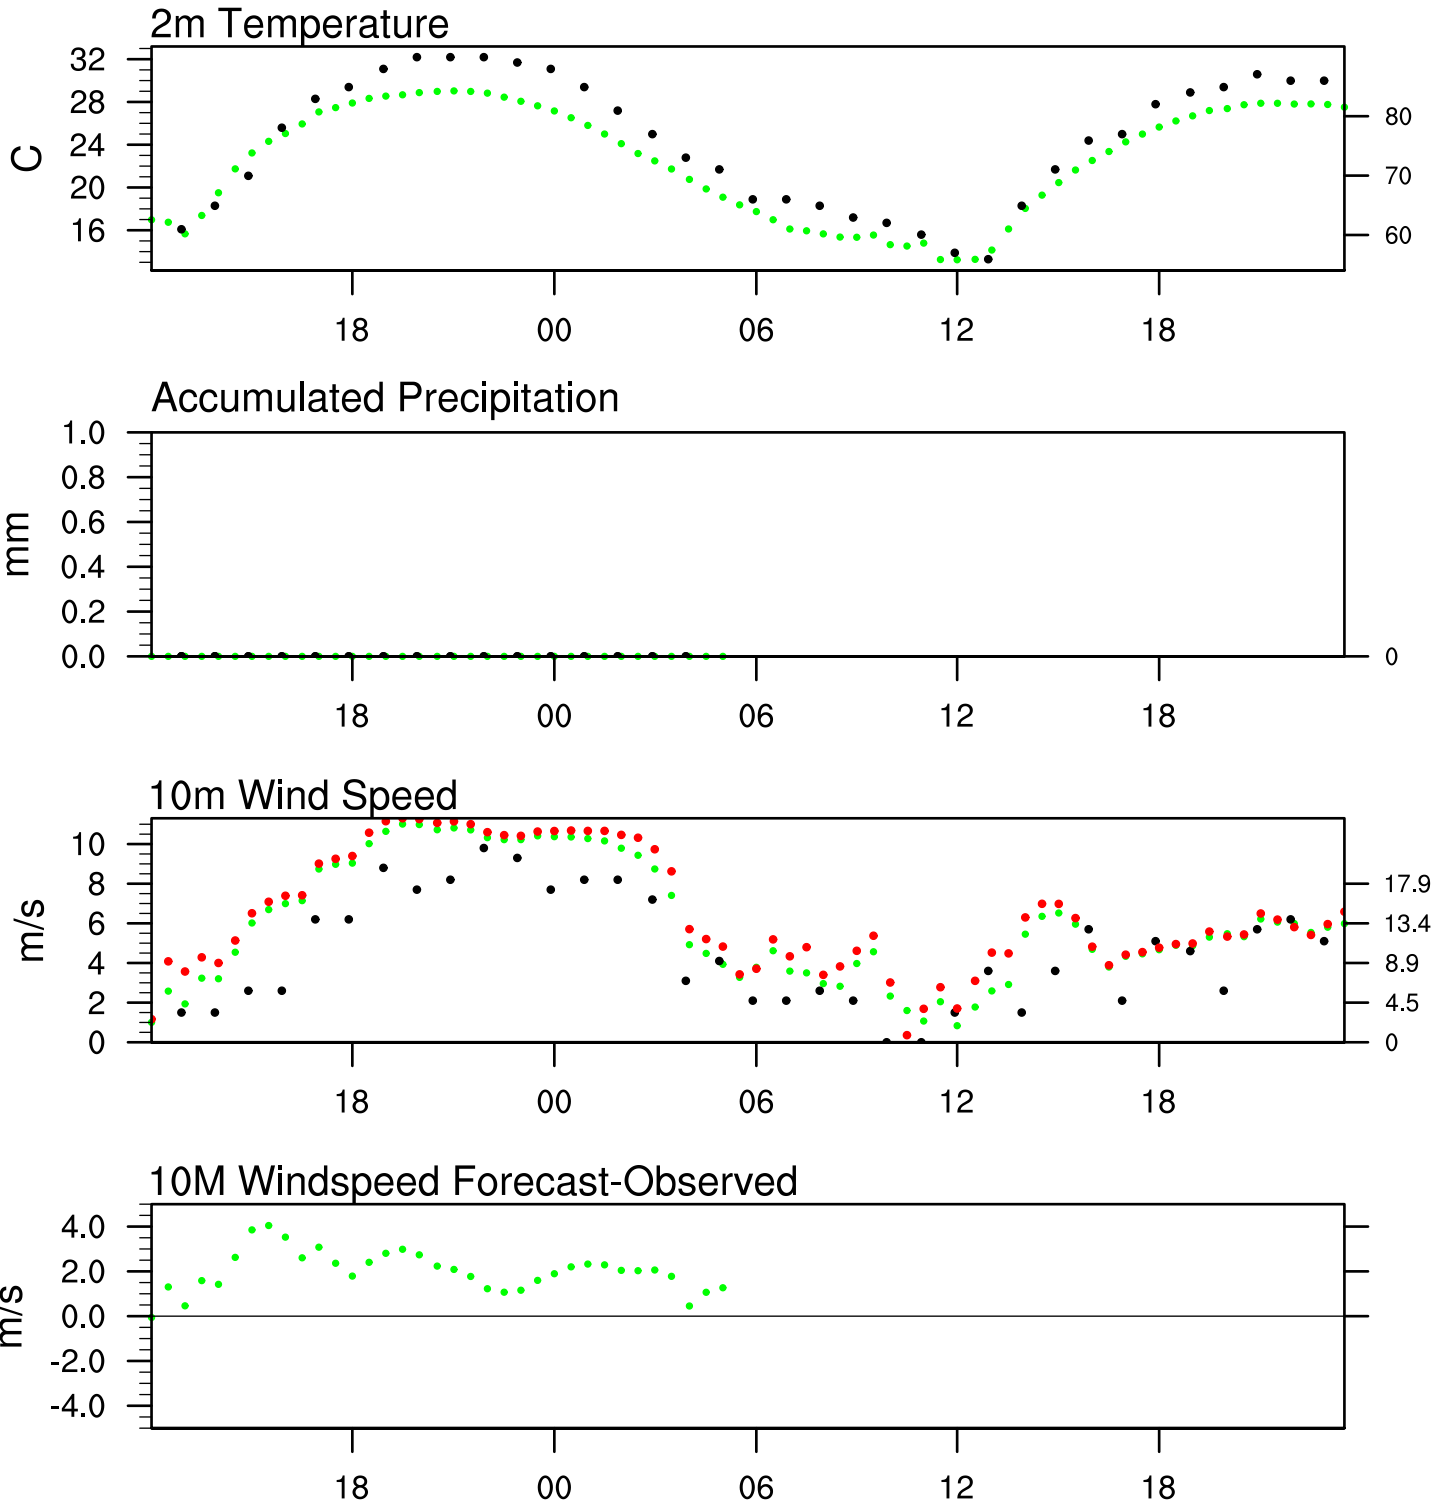 2m Temperature
32
28
24
20
16
C
80
70
60
18 00 06 12 18
Accumulated Precipitation
1.0
0.8
0.6
0.4
0.2
0.0
mm
0
18 00 06 12 18
10m Wind Speed
10
8
6
4
2
0
m/s
17.9
13.4
8.9
4.5
0
18 00 06 12 18
10M Windspeed Forecast-Observed
4.0
2.0
0.0
-2.0
-4.0
m/s
18 00 06 12 18